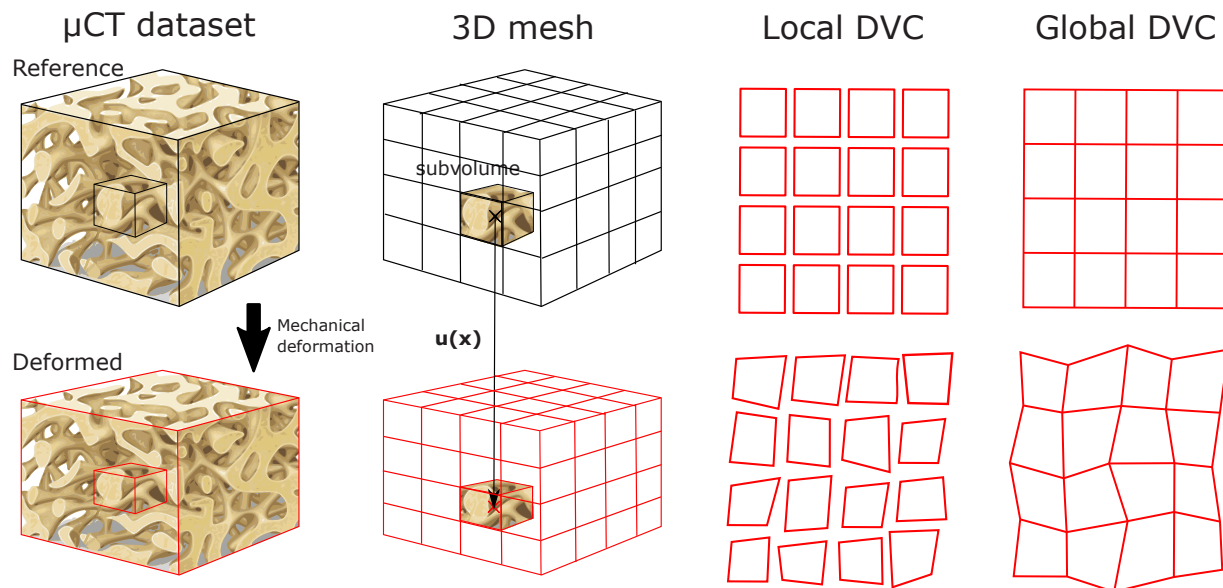 µCT dataset
3D mesh
Local DVC
Global DVC
Reference
subvolume
Mechanical
deformation
u(x)
Deformed